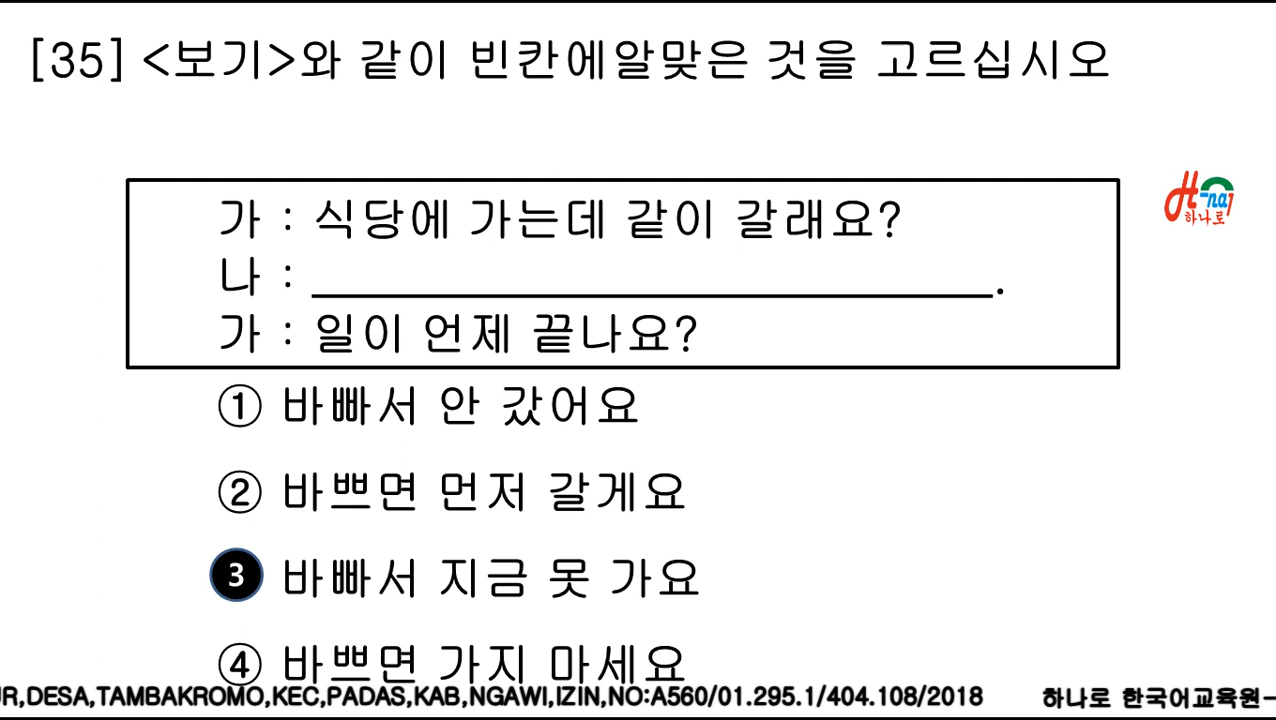 [35] <보기>와 같이 빈칸에알맞은 것을 고르십시오
가 : 식당에 가는데 같이 갈래요?
나 : ______________________.
가 : 일이 언제 끝나요?
① 바빠서 안 갔어요
② 바쁘면 먼저 갈게요
❸ 바빠서 지금 못 가요
④ 바쁘면 가지 마세요
H-naj
하나로
R,DESA,TAMBAKROMO,KEC,PADAS,KAB,NGAWI,IZIN,NO:A560/01.295.1/404.108/2018 하나로 한국어교육원-